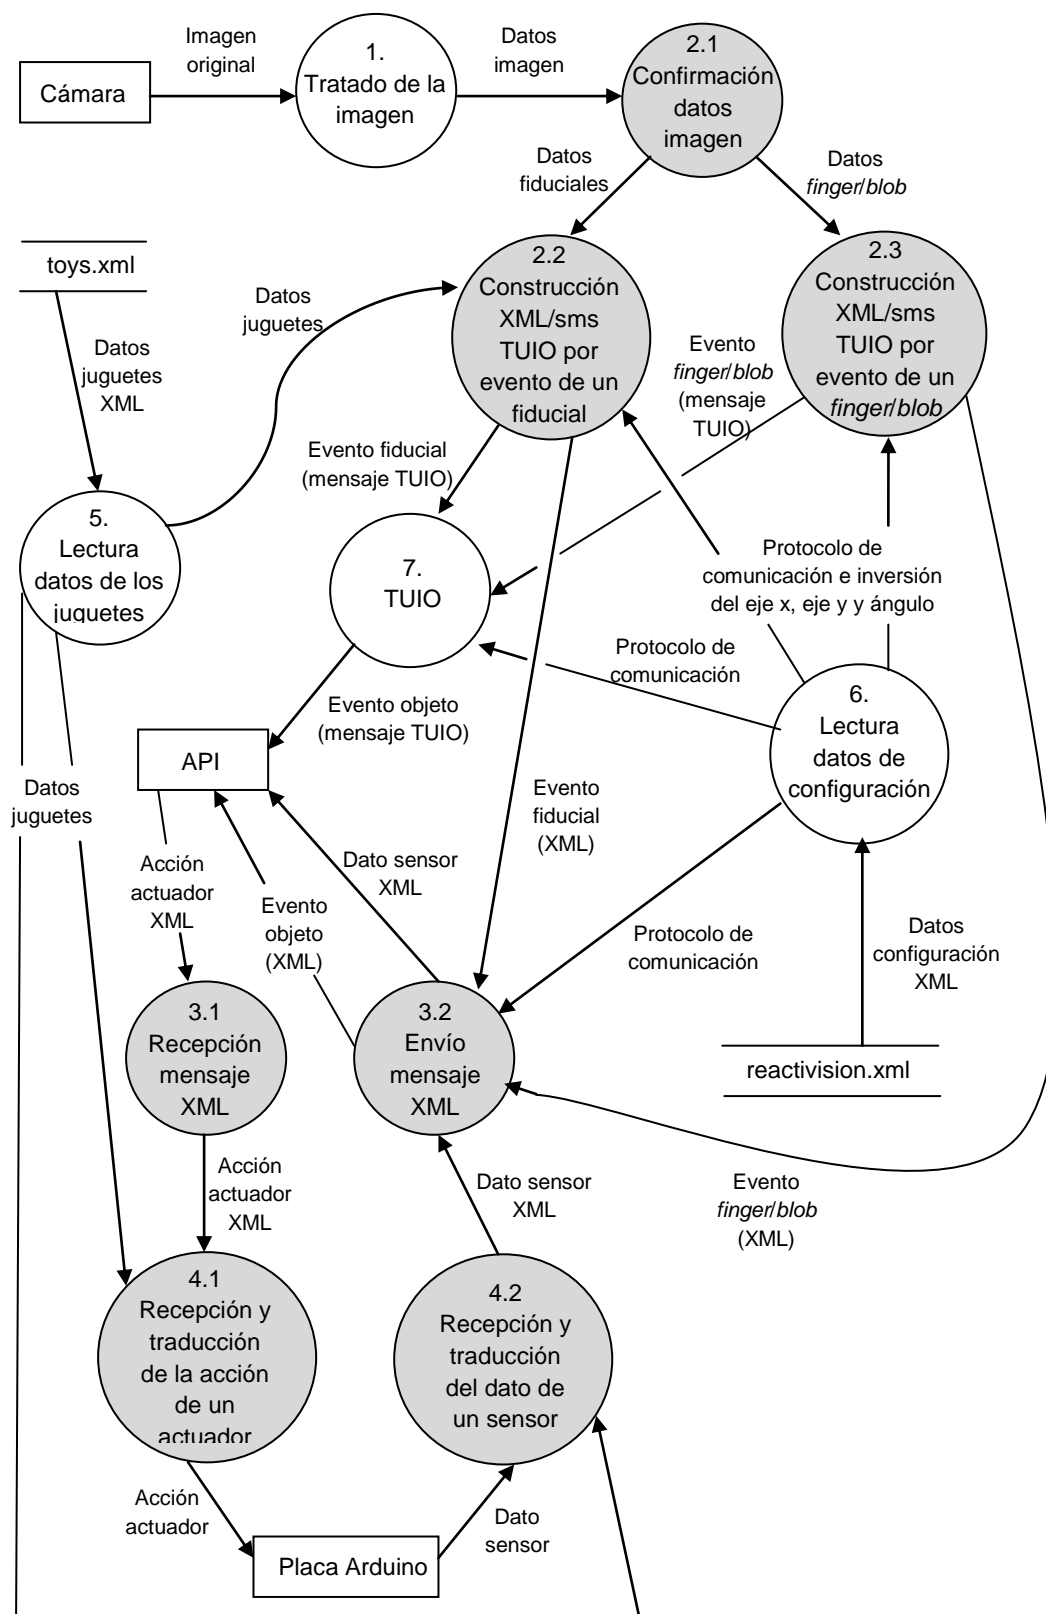 Imagen
original
Cámara
1.
Tratado de la
imagen
Datos
imagen
2.1
Confirmación
datos
imagen
Datos
fiduciales
Datos
finger/blob
toys.xml
Datos
juguetes
XML
Datos
juguetes
2.2
Construcción
XML/sms
TUIO por
evento de un
fiducial
2.3
Construcción
XML/sms
TUIO por
evento de un
finger/blob
Evento
finger/blob
(mensaje
TUIO)
Evento fiducial
(mensaje TUIO)
5.
Lectura
datos de los
juguetes
7.
TUIO
Protocolo de
comunicación e inversión
del eje x, eje y y ángulo
Protocolo de
comunicación
6.
Lectura
datos de
configuración
Evento objeto
(mensaje TUIO)
API
Datos
juguetes
Evento
fiducial
(XML)
Acción
actuador
XML
Dato sensor
XML
Evento
objeto
(XML)
Protocolo de
comunicación
Datos
configuración
XML
3.1
Recepción
mensaje
XML
3.2
Envío
mensaje
XML
reactivision.xml
Acción
actuador
XML
Dato sensor
XML
Evento
finger/blob
(XML)
4.1
Recepción y
traducción
de la acción
de un
actuador
4.2
Recepción y
traducción
del dato de
un sensor
Acción
actuador
Dato
sensor
Placa Arduino